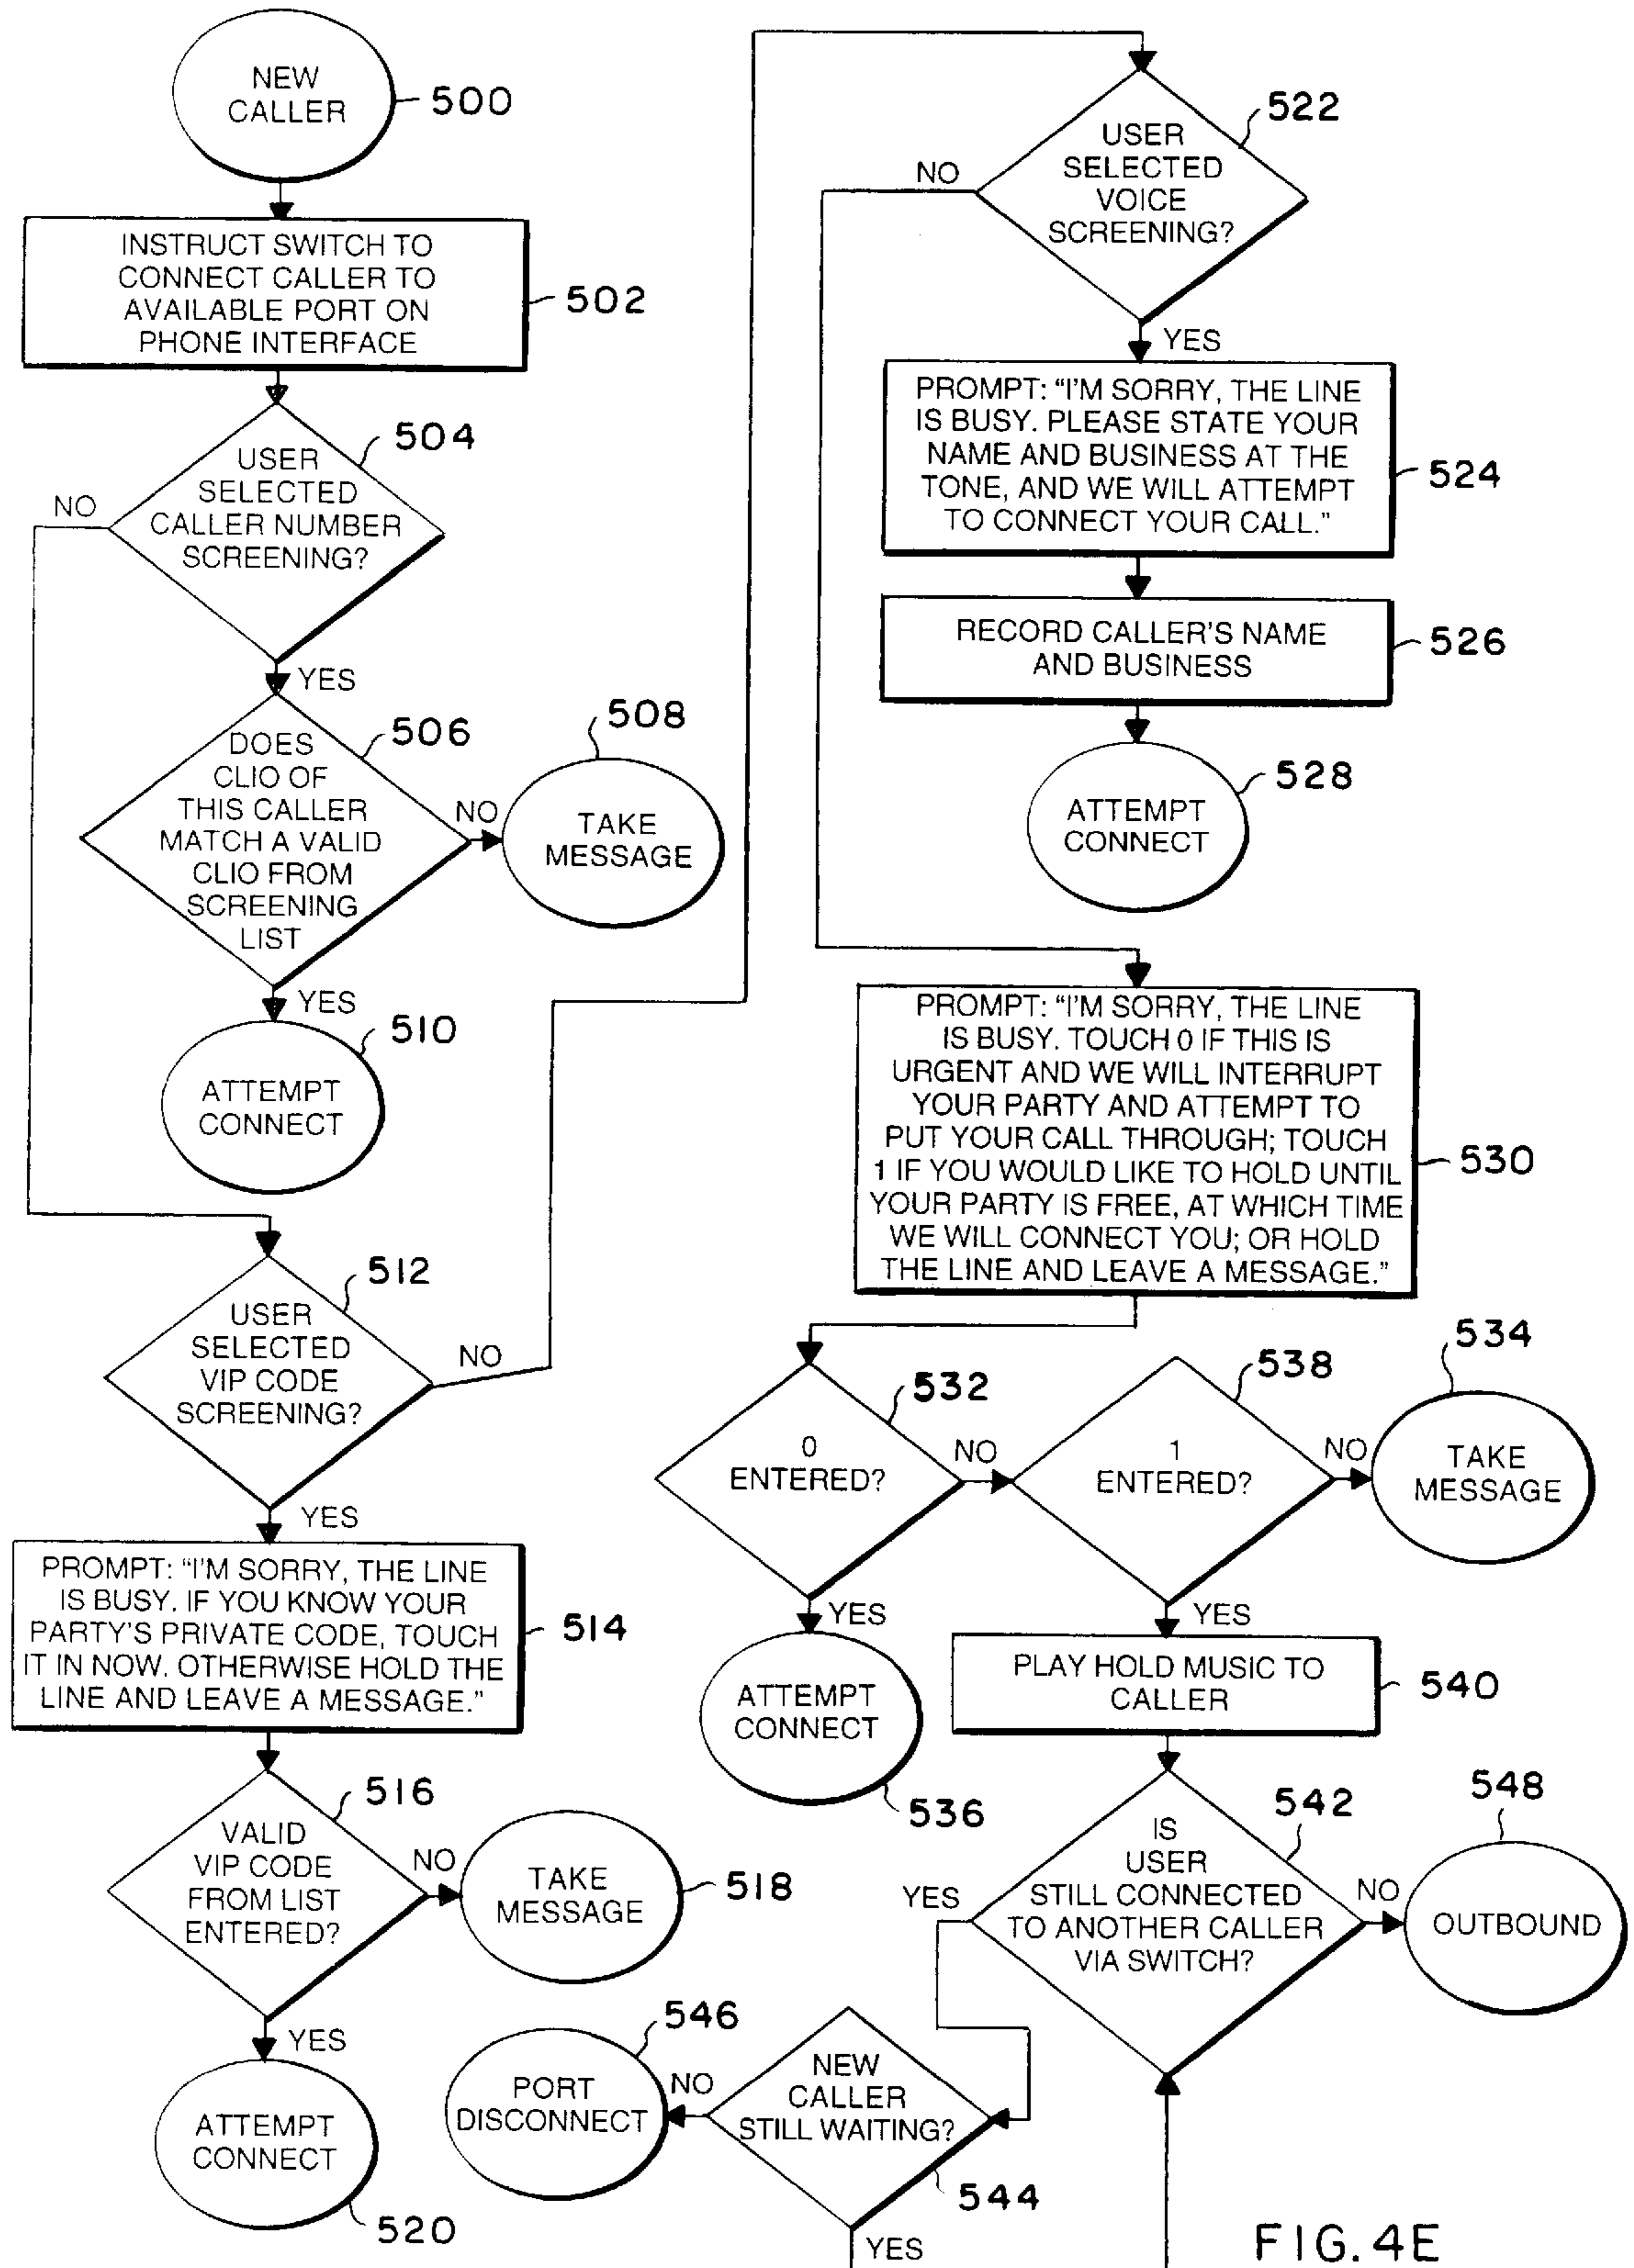 NEW
CALLER
500
INSTRUCT SWITCH TO
CONNECT CALLER TO
AVAILABLE PORT ON
PHONE INTERFACE
502
USER
SELECTED
CALLER NUMBER
SCREENING?
504
NO
YES
DOES
CLIO OF
THIS CALLER
MATCH A VALID
CLIO FROM
SCREENING
LIST
506
NO
TAKE
MESSAGE
508
YES
ATTEMPT
CONNECT
510
USER
SELECTED
VIP CODE
SCREENING?
512
NO
YES
PROMPT: “I'M SORRY, THE LINE
IS BUSY. IF YOU KNOW YOUR
PARTY'S PRIVATE CODE, TOUCH
IT IN NOW. OTHERWISE HOLD THE
LINE AND LEAVE A MESSAGE.”
514
VALID
VIP CODE
FROM LIST
ENTERED?
516
NO
TAKE
MESSAGE
518
YES
ATTEMPT
CONNECT
520
USER
SELECTED
VOICE
SCREENING?
522
NO
YES
PROMPT: “I'M SORRY, THE LINE
IS BUSY. PLEASE STATE YOUR
NAME AND BUSINESS AT THE
TONE, AND WE WILL ATTEMPT
TO CONNECT YOUR CALL.”
524
RECORD CALLER'S NAME
AND BUSINESS
526
ATTEMPT
CONNECT
528
PROMPT: “I'M SORRY, THE LINE
IS BUSY. TOUCH 0 IF THIS IS
URGENT AND WE WILL INTERRUPT
YOUR PARTY AND ATTEMPT TO
PUT YOUR CALL THROUGH; TOUCH
1 IF YOU WOULD LIKE TO HOLD UNTIL
YOUR PARTY IS FREE, AT WHICH TIME
WE WILL CONNECT YOU; OR HOLD
THE LINE AND LEAVE A MESSAGE.”
530
0
ENTERED?
532
NO
1
ENTERED?
538
NO
TAKE
MESSAGE
534
YES
ATTEMPT
CONNECT
536
YES
PLAY HOLD MUSIC TO
CALLER
540
IS
USER
STILL CONNECTED
TO ANOTHER CALLER
VIA SWITCH?
542
NO
OUTBOUND
548
YES
NEW
CALLER
STILL WAITING?
544
NO
PORT
DISCONNECT
546
YES
FIG. 4E